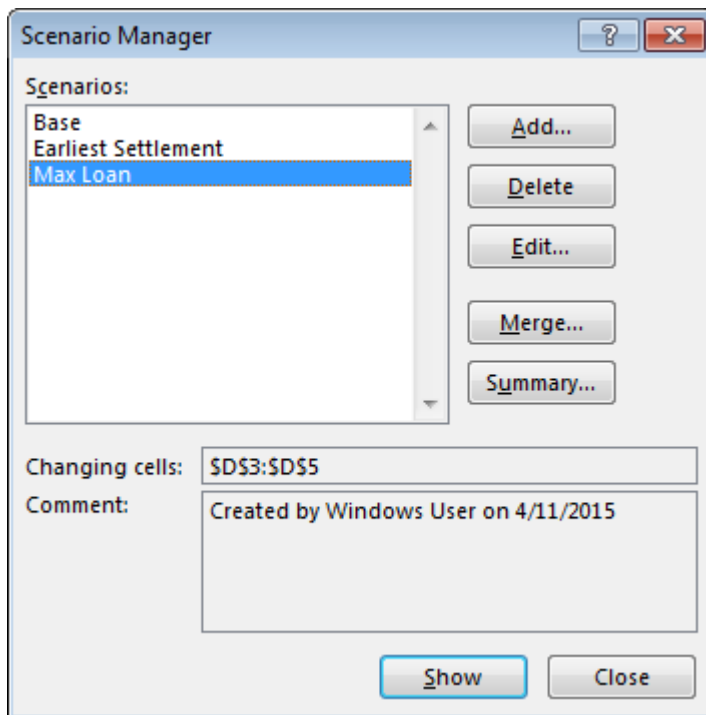 Scenario Manager
Scenarios:
Base
Earliest Settlement
Max Loan
Add...
Delete
Edit...
Merge...
Summary...
Changing cells: $D$3:$D$5
Comment: Created by Windows User on 4/11/2015
Show Close